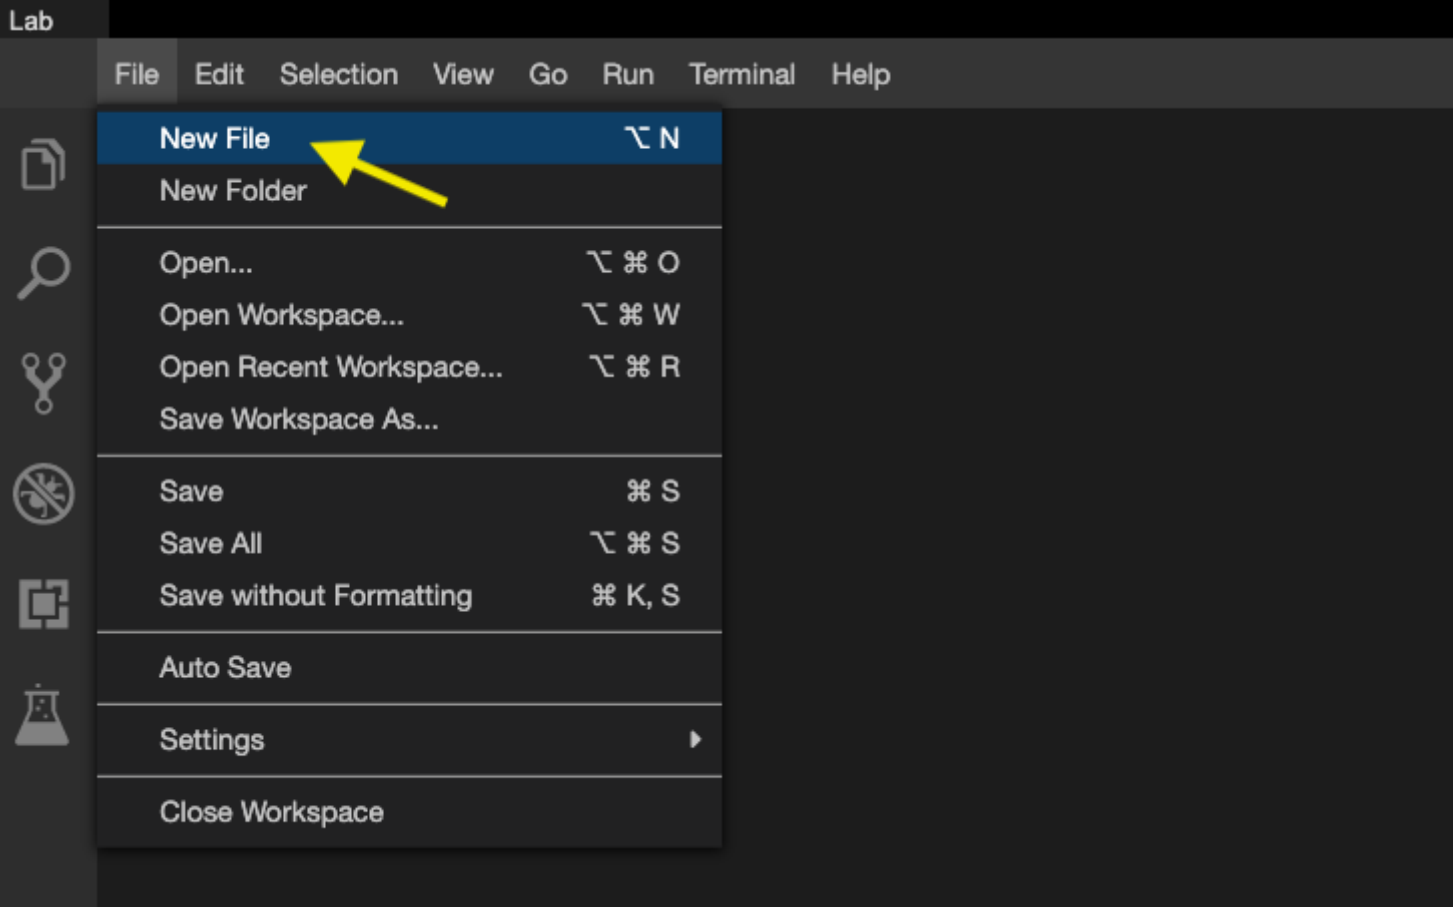 Lab
File Edit Selection View Go Run Terminal Help
New File ⌥ N
New Folder
Open... ⌥ ⌘ O
Open Workspace... ⌥ ⌘ W
Open Recent Workspace... ⌥ ⌘ R
Save Workspace As...
Save ⌘ S
Save All ⌥ ⌘ S
Save without Formatting ⌘ K, S
Auto Save
Settings
Close Workspace